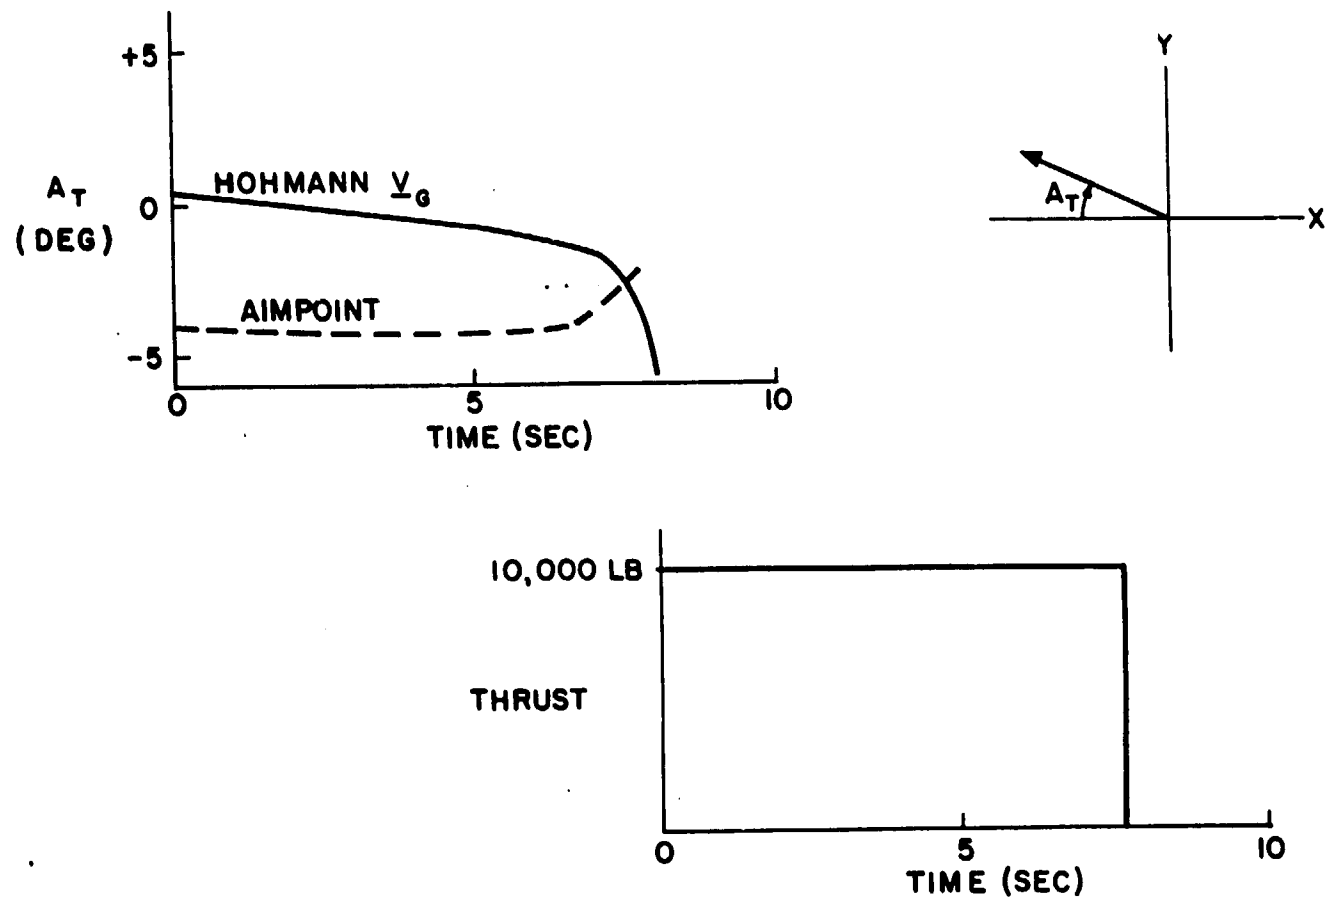 +5
A_T
(DEG)
0
-5
HOHMANN V_G
AIMPOINT
0
5
10
TIME (SEC)
Y
A_T
X
10,000 LB
THRUST
0
5
10
TIME (SEC)